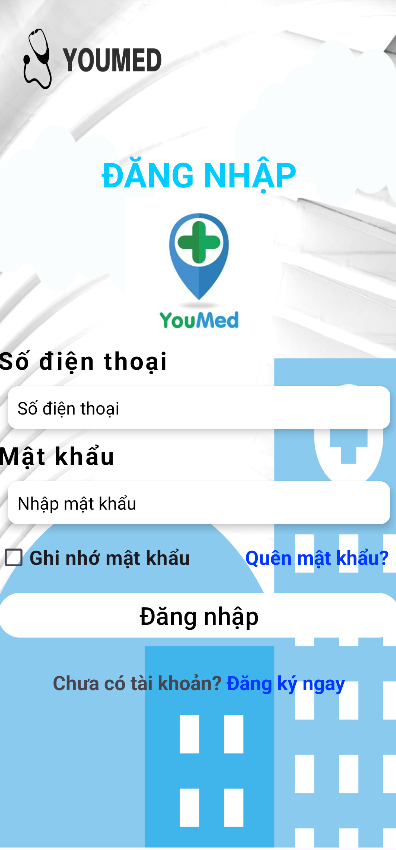 YOUMED
ĐĂNG NHẬP
YouMed
Số điện thoại
Số điện thoại
Mật khẩu
Nhập mật khẩu
Ghi nhớ mật khẩu Quên mật khẩu?
Đăng nhập
Chưa có tài khoản? Đăng ký ngay